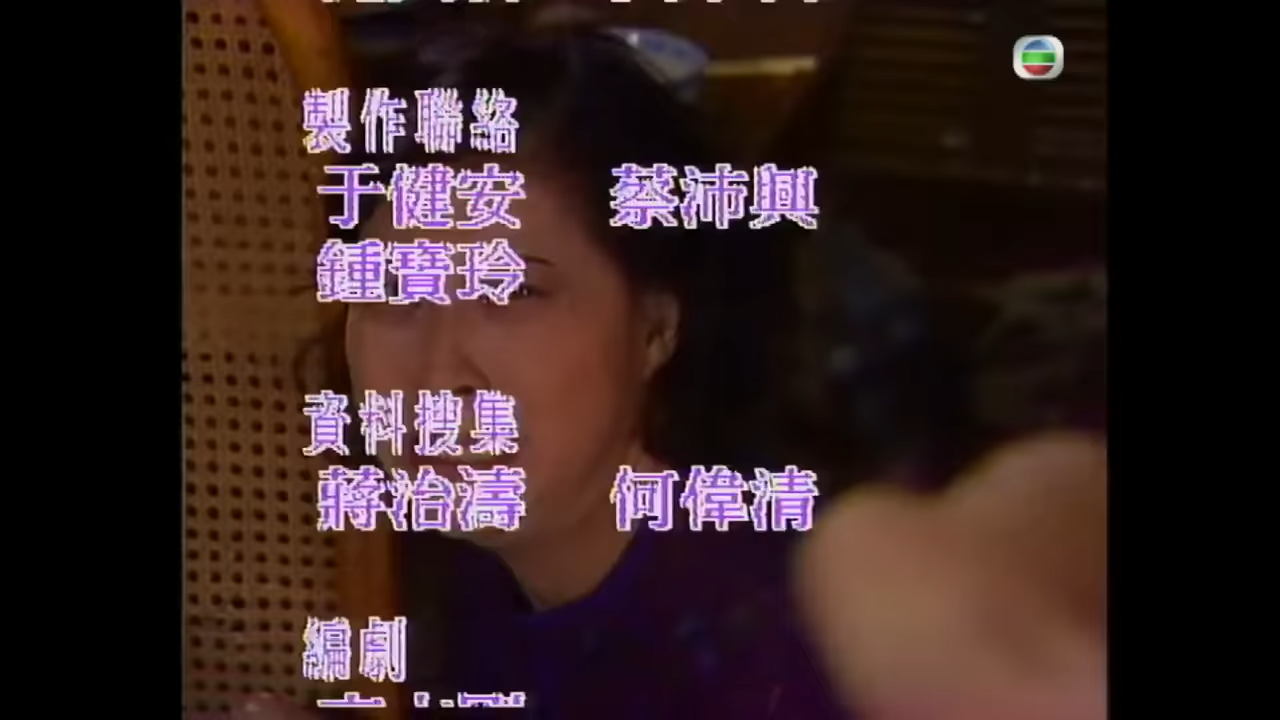 製作聯絡
于健安 蔡沛興
鍾寶玲
資料搜集
蔣治濤 何偉清
編劇